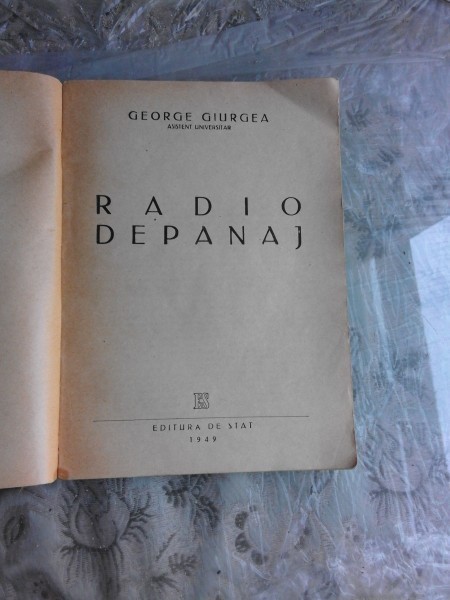 GEORGE GIURGEA
ASISTENT UNIVERSITAR
RADIO
DEPANAJ
ES
EDITURA DE STAT
1949